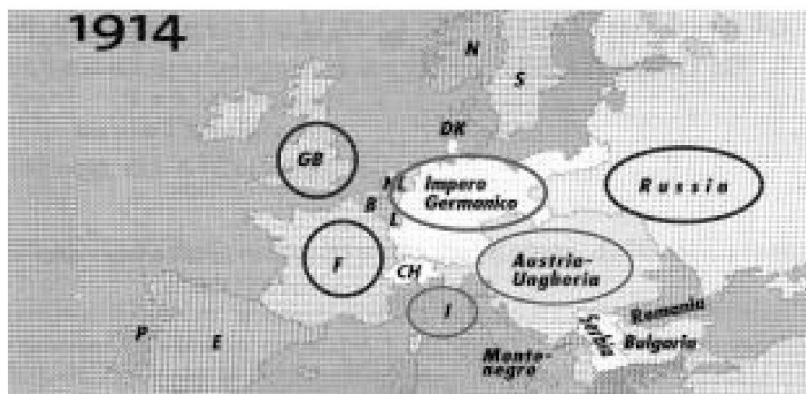 1914
N
S
DK
GB
NL
Impero
Germanico
Russia
B
L
F
CH
Austria-
Ungheria
I
Romania
Serbia
Bulgaria
P
E
Monte-
negro